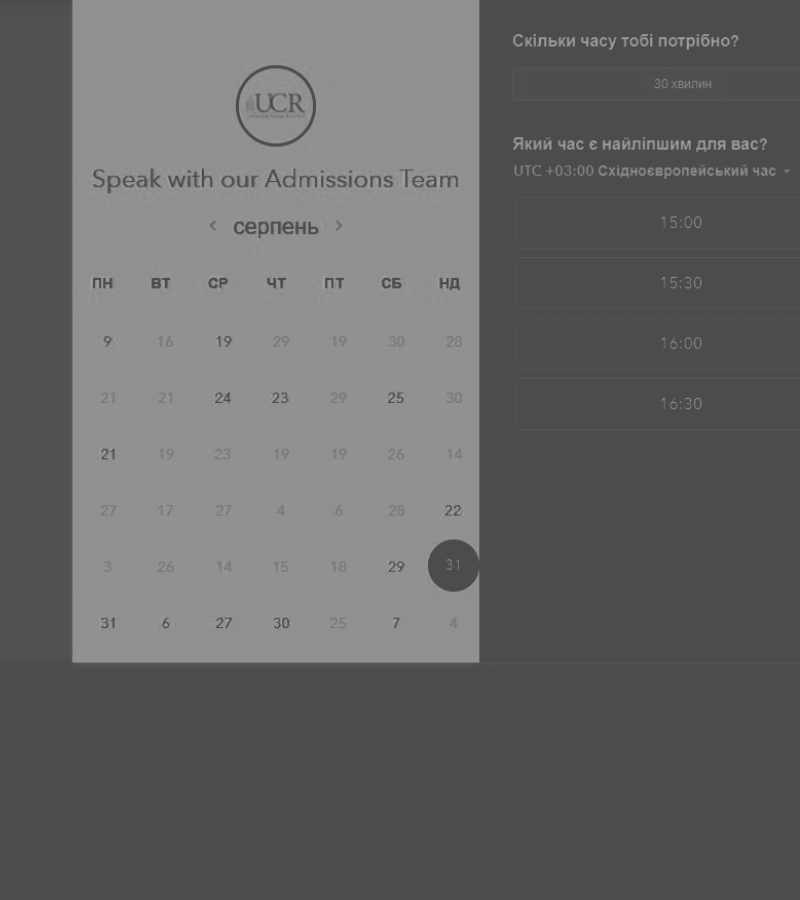 UCR
Speak with our Admissions Team
серпень
ПН ВТ СР ЧТ ПТ СБ НД
9 16 19 29 19 30 28
21 21 24 23 29 25 30
21 19 23 19 19 26 14
27 17 27 4 6 28 22
3 26 14 15 18 29 31
31 6 27 30 25 7 4
Скільки часу тобі потрібно?
30 хвилин
Який час є найліпшим для вас?
UTC +03:00 Східноєвропейський час
15:00
15:30
16:00
16:30